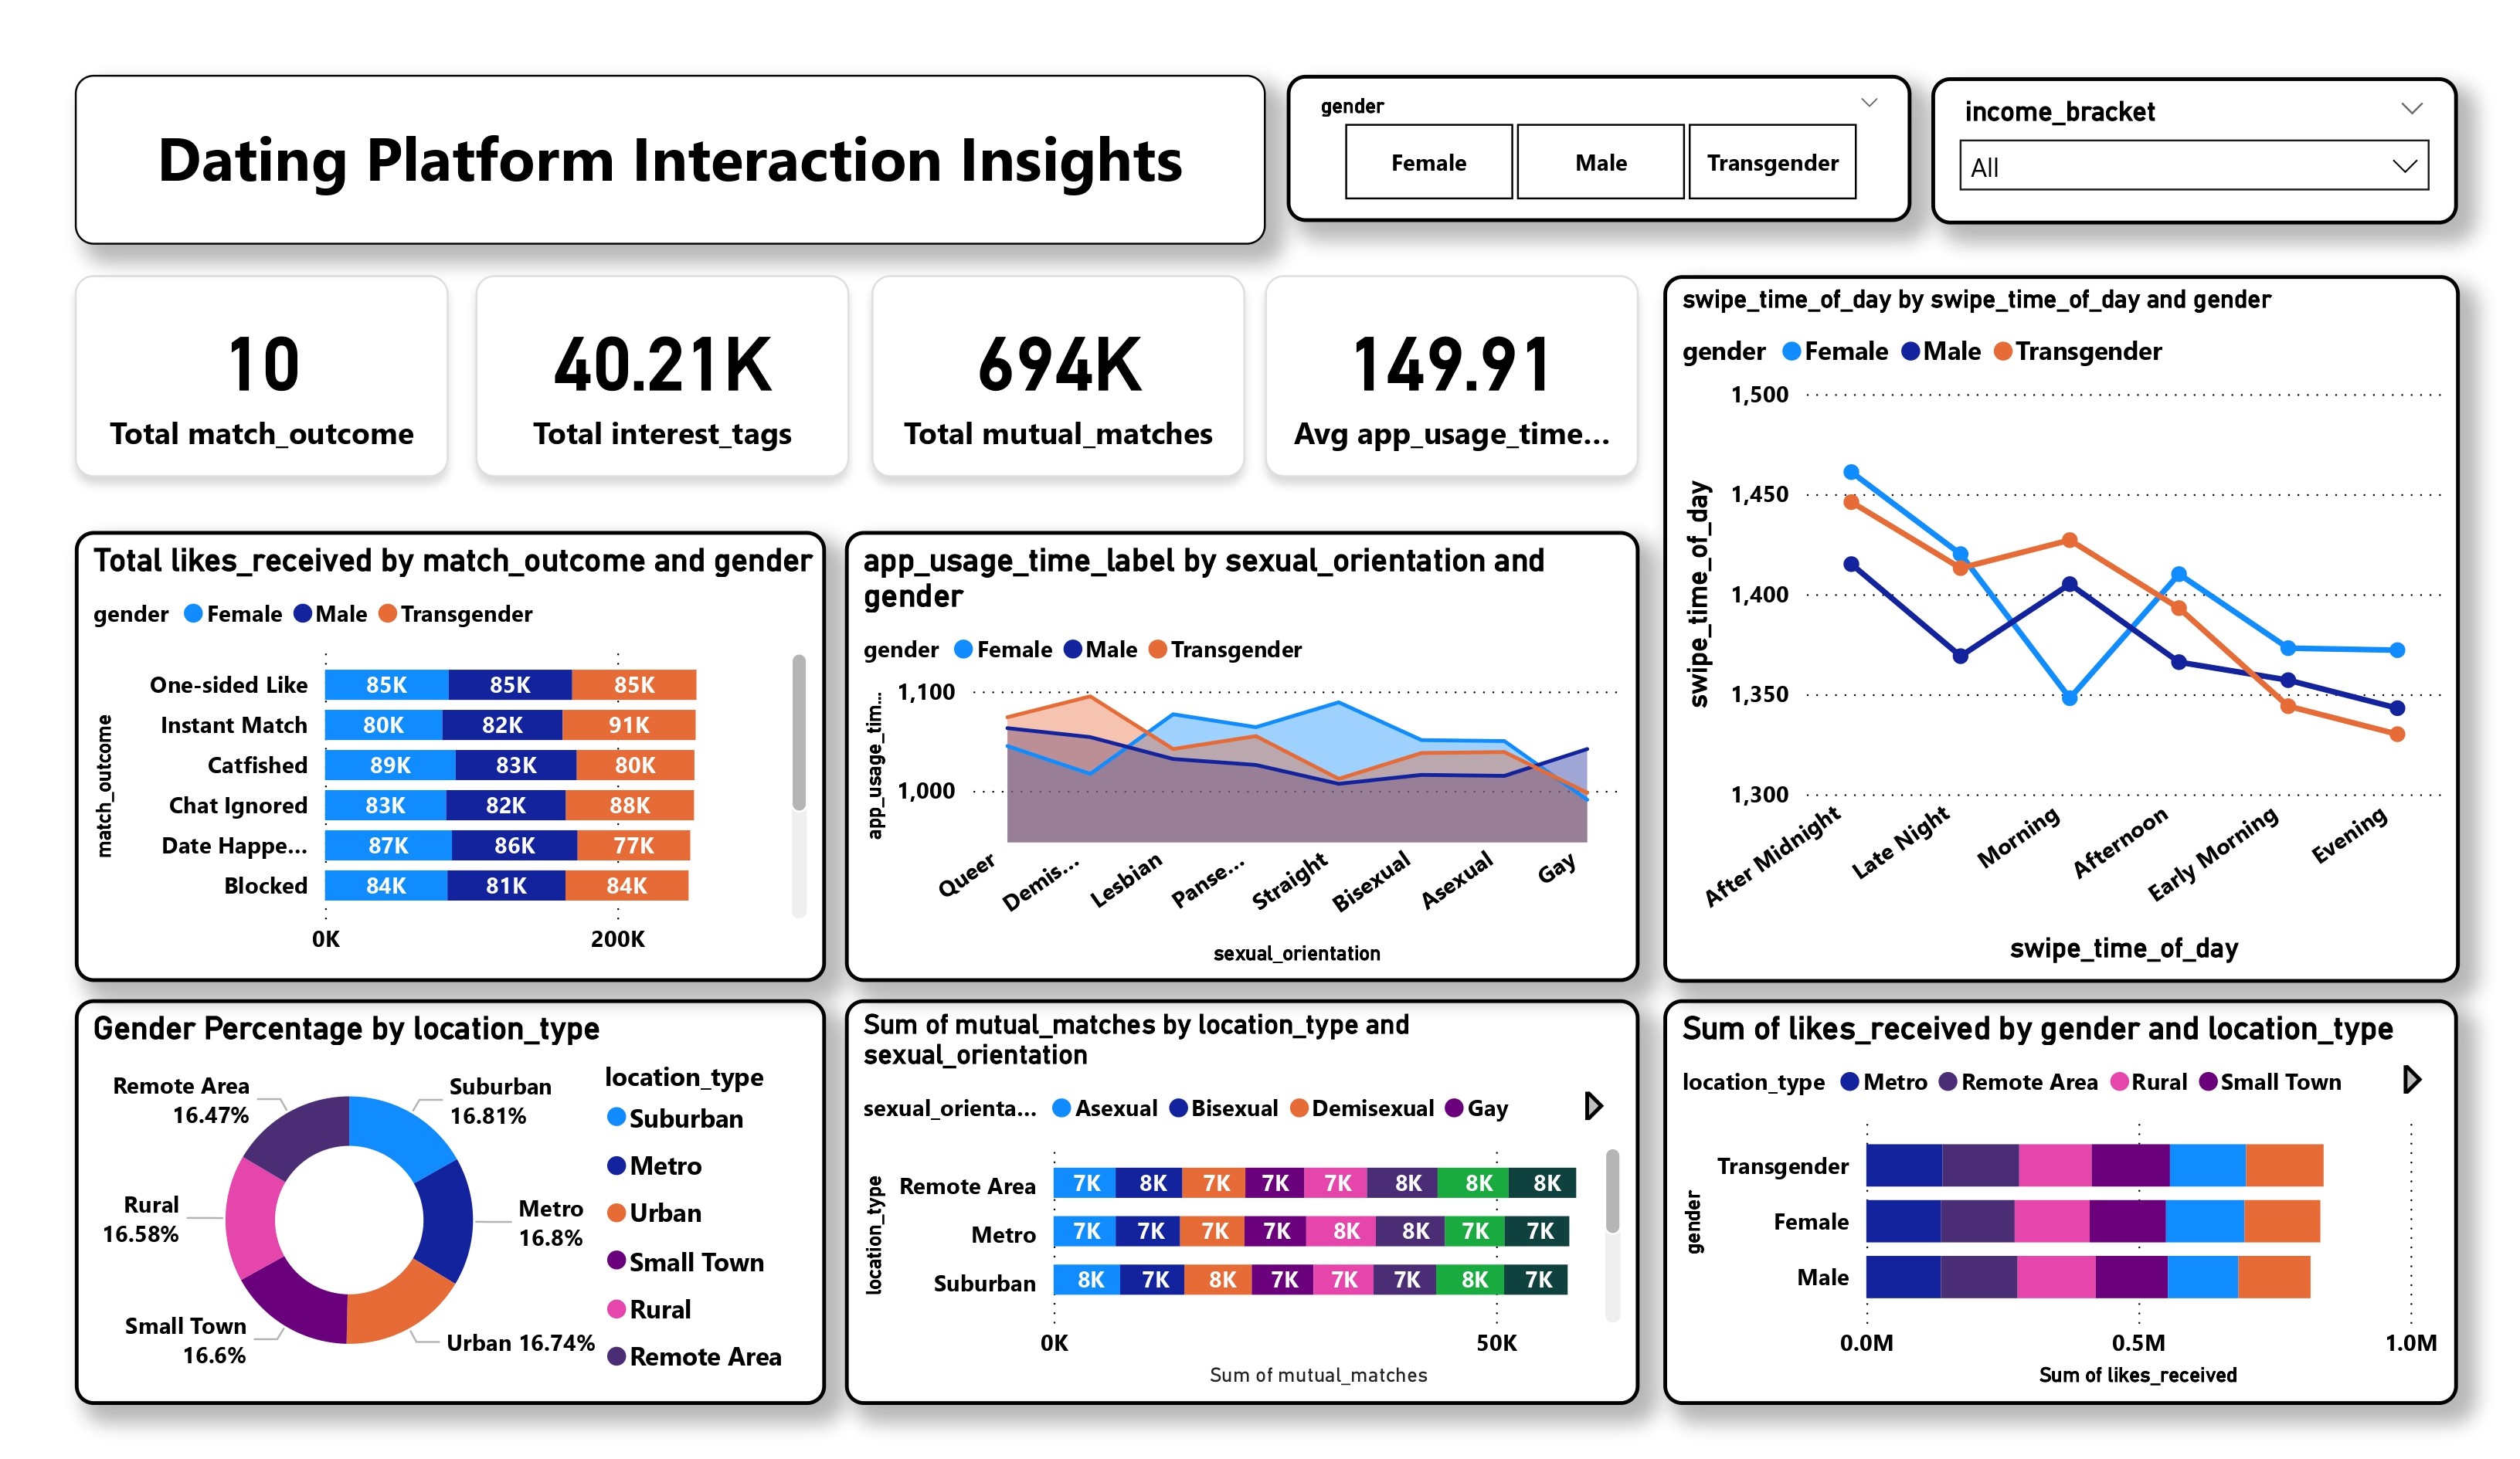 Dating Platform Interaction Insights
gender
Female
Male
Transgender
income_bracket
All
10
Total match_outcome
40.21K
Total interest_tags
694K
Total mutual_matches
149.91
Avg app_usage_time...
swipe_time_of_day by swipe_time_of_day and gender
gender Female Male Transgender
1,500
1,450
1,400
1,350
1,300
swipe_time_of_day
After Midnight
Late Night
Morning
Afternoon
Early Morning
Evening
swipe_time_of_day
Total likes_received by match_outcome and gender
gender Female Male Transgender
match_outcome
One-sided Like 85K 85K 85K
Instant Match 80K 82K 91K
Catfished 89K 83K 80K
Chat Ignored 83K 82K 88K
Date Happe... 87K 86K 77K
Blocked 84K 81K 84K
0K 200K
app_usage_time_label by sexual_orientation and
gender
gender Female Male Transgender
app_usage_tim...
1,100
1,000
Queer
Demis...
Lesbian
Panse...
Straight
Bisexual
Asexual
Gay
sexual_orientation
Gender Percentage by location_type
Remote Area
16.47%
Suburban
16.81%
Rural
16.58%
Metro
16.8%
Small Town
16.6%
Urban 16.74%
location_type
Suburban
Metro
Urban
Small Town
Rural
Remote Area
Sum of mutual_matches by location_type and
sexual_orientation
sexual_orienta... Asexual Bisexual Demisexual Gay
location_type
Remote Area 7K 8K 7K 7K 7K 8K 8K 8K
Metro 7K 7K 7K 7K 8K 8K 7K 7K
Suburban 8K 7K 8K 7K 7K 7K 8K 7K
0K 50K
Sum of mutual_matches
Sum of likes_received by gender and location_type
location_type Metro Remote Area Rural Small Town
gender
Transgender
Female
Male
0.0M 0.5M 1.0M
Sum of likes_received